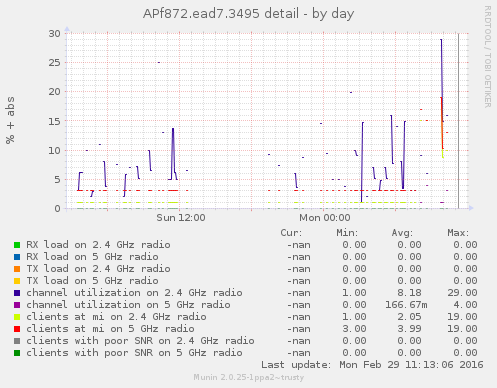 APf872.ead7.3495 detail - by day
RRDTOOL / TOBI OETIKER
% + abs
30
25
20
15
10
5
0
Sun 12:00 Mon 00:00
Cur: Min: Avg: Max:
RX load on 2.4 GHz radio -nan 0.00 0.00 0.00
RX load on 5 GHz radio -nan 0.00 0.00 0.00
TX load on 2.4 GHz radio -nan 0.00 0.00 0.00
TX load on 5 GHz radio -nan 0.00 0.00 0.00
channel utilization on 2.4 GHz radio -nan 1.00 8.18 29.00
channel utilization on 5 GHz radio -nan 0.00 166.67m 4.00
clients at mi on 2.4 GHz radio -nan 1.00 2.05 19.00
clients at mi on 5 GHz radio -nan 3.00 3.99 19.00
clients with poor SNR on 2.4 GHz radio -nan 0.00 0.00 0.00
clients with poor SNR on 5 GHz radio -nan 0.00 0.00 0.00
Last update: Mon Feb 29 11:13:06 2016
Munin 2.0.25-1ppa2~trusty